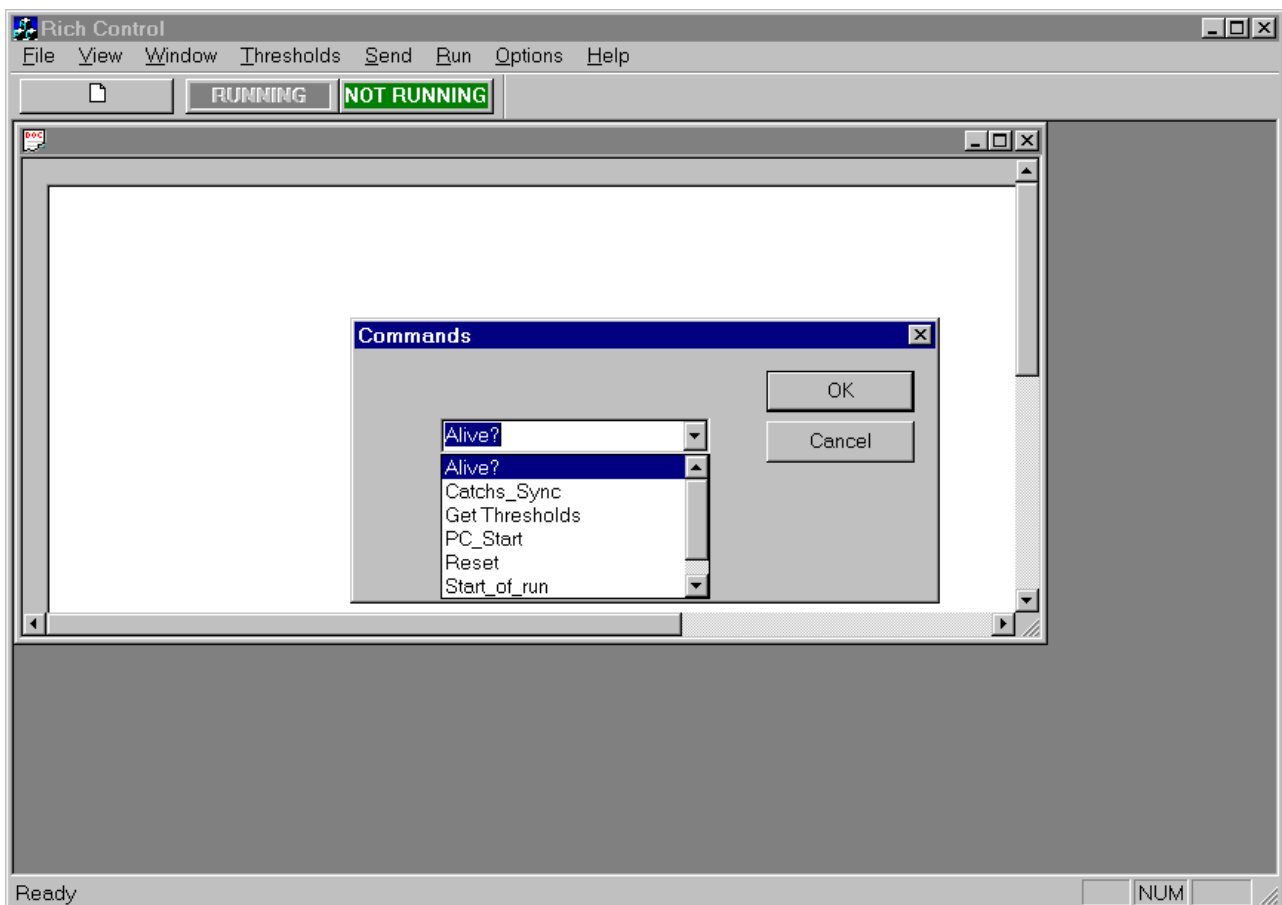 Rich Control
File View Window Thresholds Send Run Options Help
RUNNING NOT RUNNING
DOC
Commands
OK
Alive?
Cancel
Alive?
Catchs_Sync
Get Thresholds
PC_Start
Reset
Start_of_run
Ready NUM